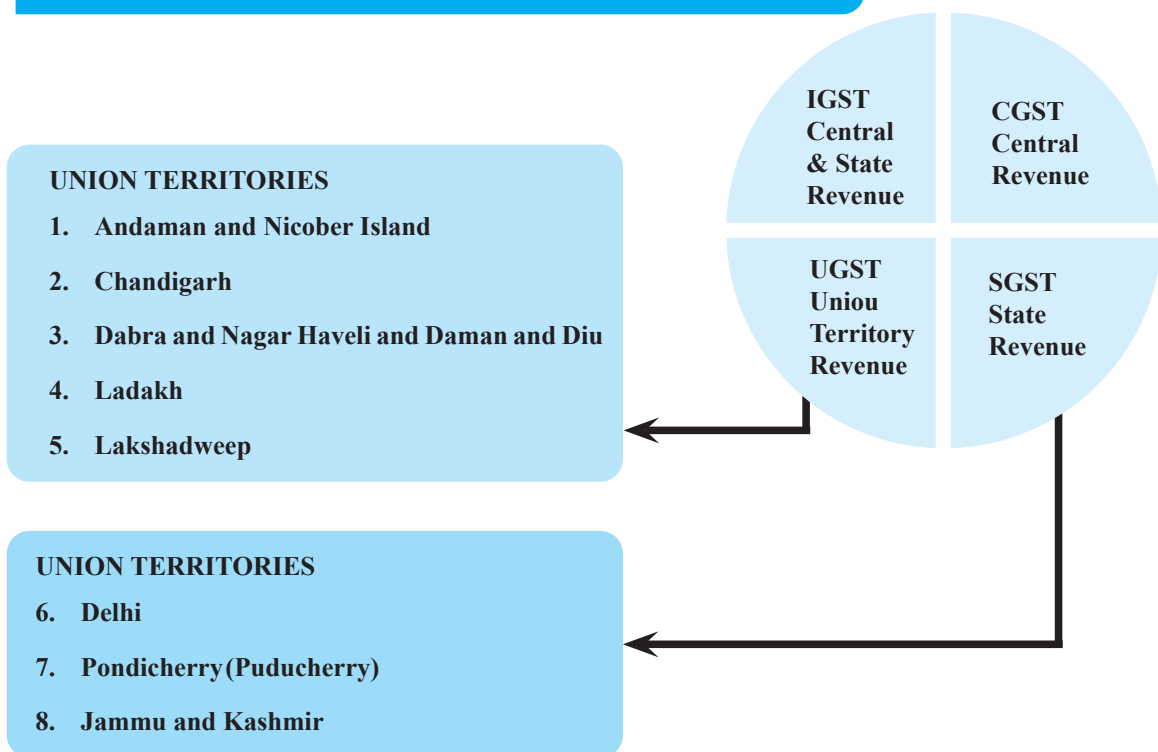 IGST
Central
& State
Revenue
CGST
Central
Revenue
UGST
Uniou
Territory
Revenue
SGST
State
Revenue
UNION TERRITORIES
1. Andaman and Nicober Island
2. Chandigarh
3. Dabra and Nagar Haveli and Daman and Diu
4. Ladakh
5. Lakshadweep
UNION TERRITORIES
6. Delhi
7. Pondicherry (Puducherry)
8. Jammu and Kashmir